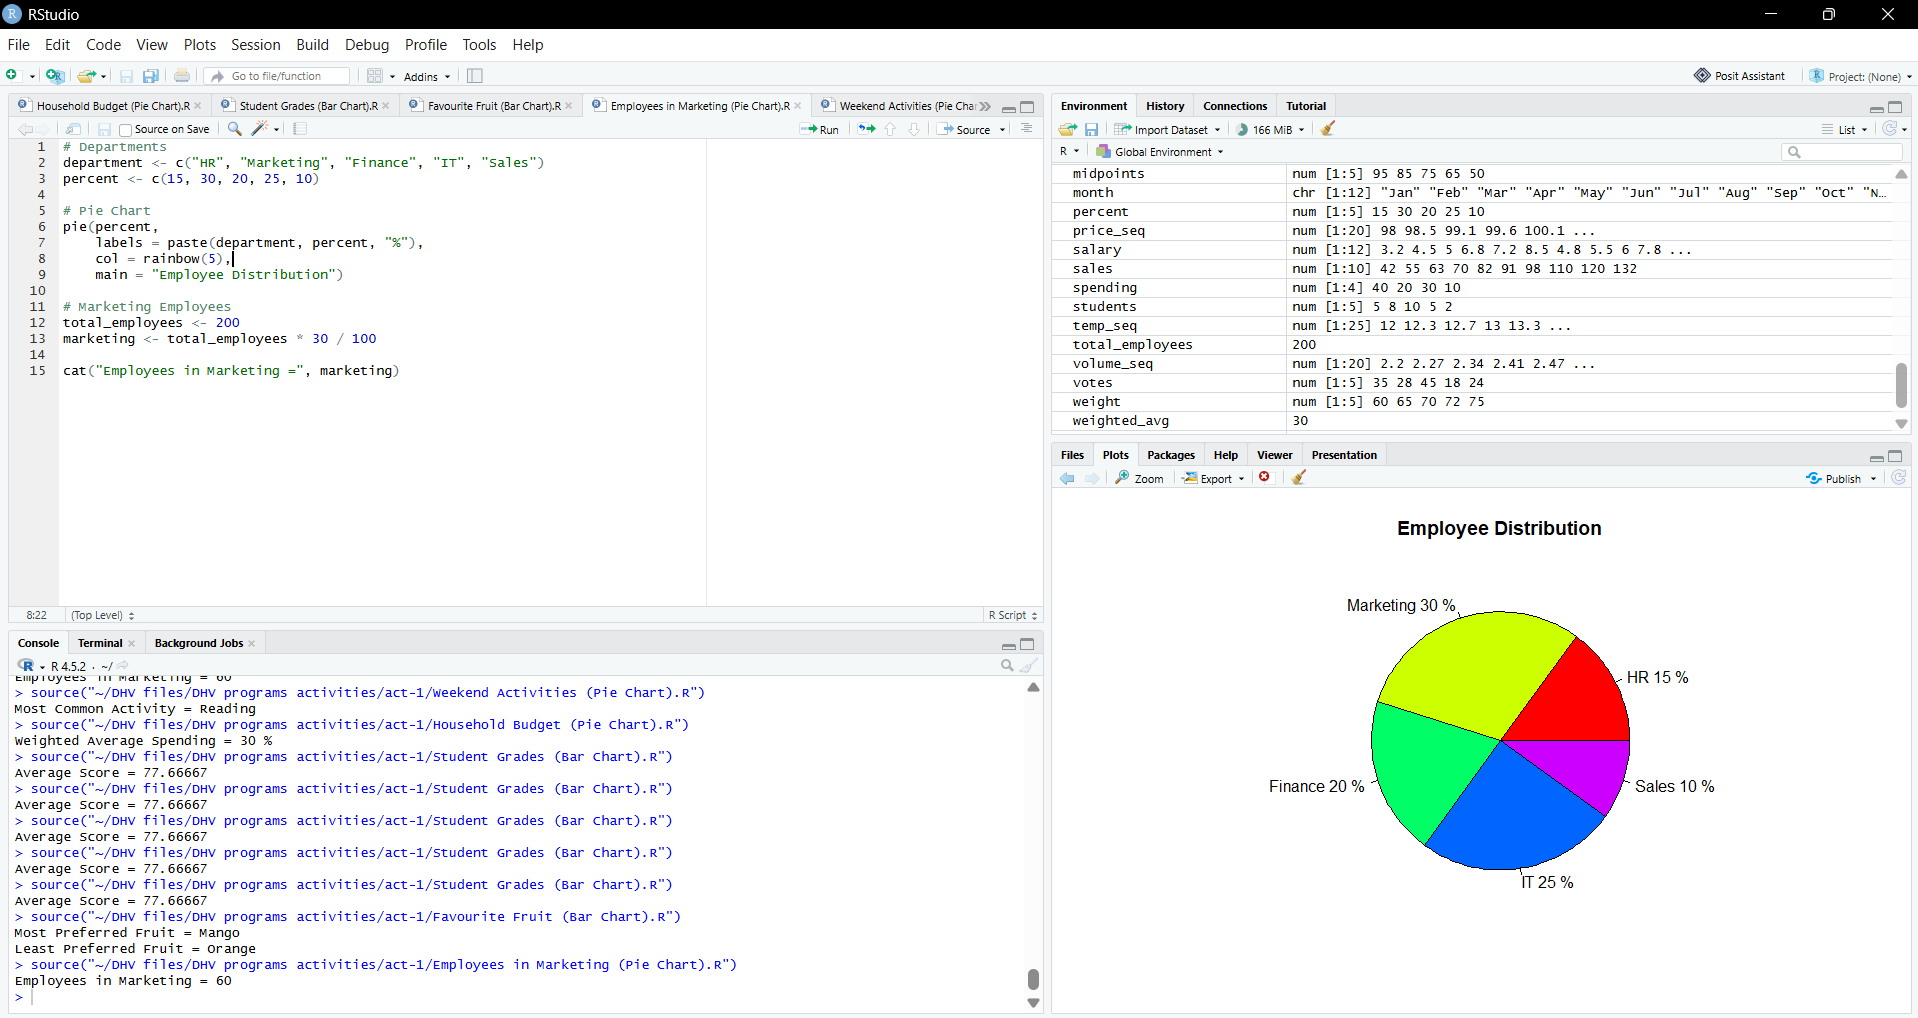 RStudio
File Edit Code View Plots Session Build Debug Profile Tools Help
Go to file/function Addins Posit Assistant Project: (None)
Household Budget (Pie Chart).R Student Grades (Bar Chart).R Favourite Fruit (Bar Chart).R Employees in Marketing (Pie Chart).R Weekend Activities (Pie Char
Source on Save Run Source
1 # Departments
2 department <- c("HR", "Marketing", "Finance", "IT", "Sales")
3 percent <- c(15, 30, 20, 25, 10)
4
5 # Pie Chart
6 pie(percent,
7 labels = paste(department, percent, "%"),
8 col = rainbow(5),
9 main = "Employee Distribution")
10
11 # Marketing Employees
12 total_employees <- 200
13 marketing <- total_employees * 30 / 100
14
15 cat("Employees in Marketing =", marketing)
8:22 (Top Level) R Script
Console Terminal Background Jobs
R 4.5.2 · ~/
Employees in Marketing = 60
> source("~/DHV files/DHV programs activities/act-1/Weekend Activities (Pie Chart).R")
Most Common Activity = Reading
> source("~/DHV files/DHV programs activities/act-1/Household Budget (Pie Chart).R")
Weighted Average Spending = 30 %
> source("~/DHV files/DHV programs activities/act-1/Student Grades (Bar Chart).R")
Average Score = 77.66667
> source("~/DHV files/DHV programs activities/act-1/Student Grades (Bar Chart).R")
Average Score = 77.66667
> source("~/DHV files/DHV programs activities/act-1/Student Grades (Bar Chart).R")
Average Score = 77.66667
> source("~/DHV files/DHV programs activities/act-1/Student Grades (Bar Chart).R")
Average Score = 77.66667
> source("~/DHV files/DHV programs activities/act-1/Student Grades (Bar Chart).R")
Average Score = 77.66667
> source("~/DHV files/DHV programs activities/act-1/Favourite Fruit (Bar Chart).R")
Most Preferred Fruit = Mango
Least Preferred Fruit = Orange
> source("~/DHV files/DHV programs activities/act-1/Employees in Marketing (Pie Chart).R")
Employees in Marketing = 60
>
Environment History Connections Tutorial
Import Dataset 166 MiB List
R Global Environment
midpoints num [1:5] 95 85 75 65 50
month chr [1:12] "Jan" "Feb" "Mar" "Apr" "May" "Jun" "Jul" "Aug" "Sep" "Oct" "N…
percent num [1:5] 15 30 20 25 10
price_seq num [1:20] 98 98.5 99.1 99.6 100.1 ...
salary num [1:12] 3.2 4.5 5 6.8 7.2 8.5 4.8 5.5 6 7.8 ...
sales num [1:10] 42 55 63 70 82 91 98 110 120 132
spending num [1:4] 40 20 30 10
students num [1:5] 5 8 10 5 2
temp_seq num [1:25] 12 12.3 12.7 13 13.3 ...
total_employees 200
volume_seq num [1:20] 2.2 2.27 2.34 2.41 2.47 ...
votes num [1:5] 35 28 45 18 24
weight num [1:5] 60 65 70 72 75
weighted_avg 30
Files Plots Packages Help Viewer Presentation
Zoom Export Publish
Employee Distribution
Marketing 30 %
HR 15 %
Finance 20 %
Sales 10 %
IT 25 %